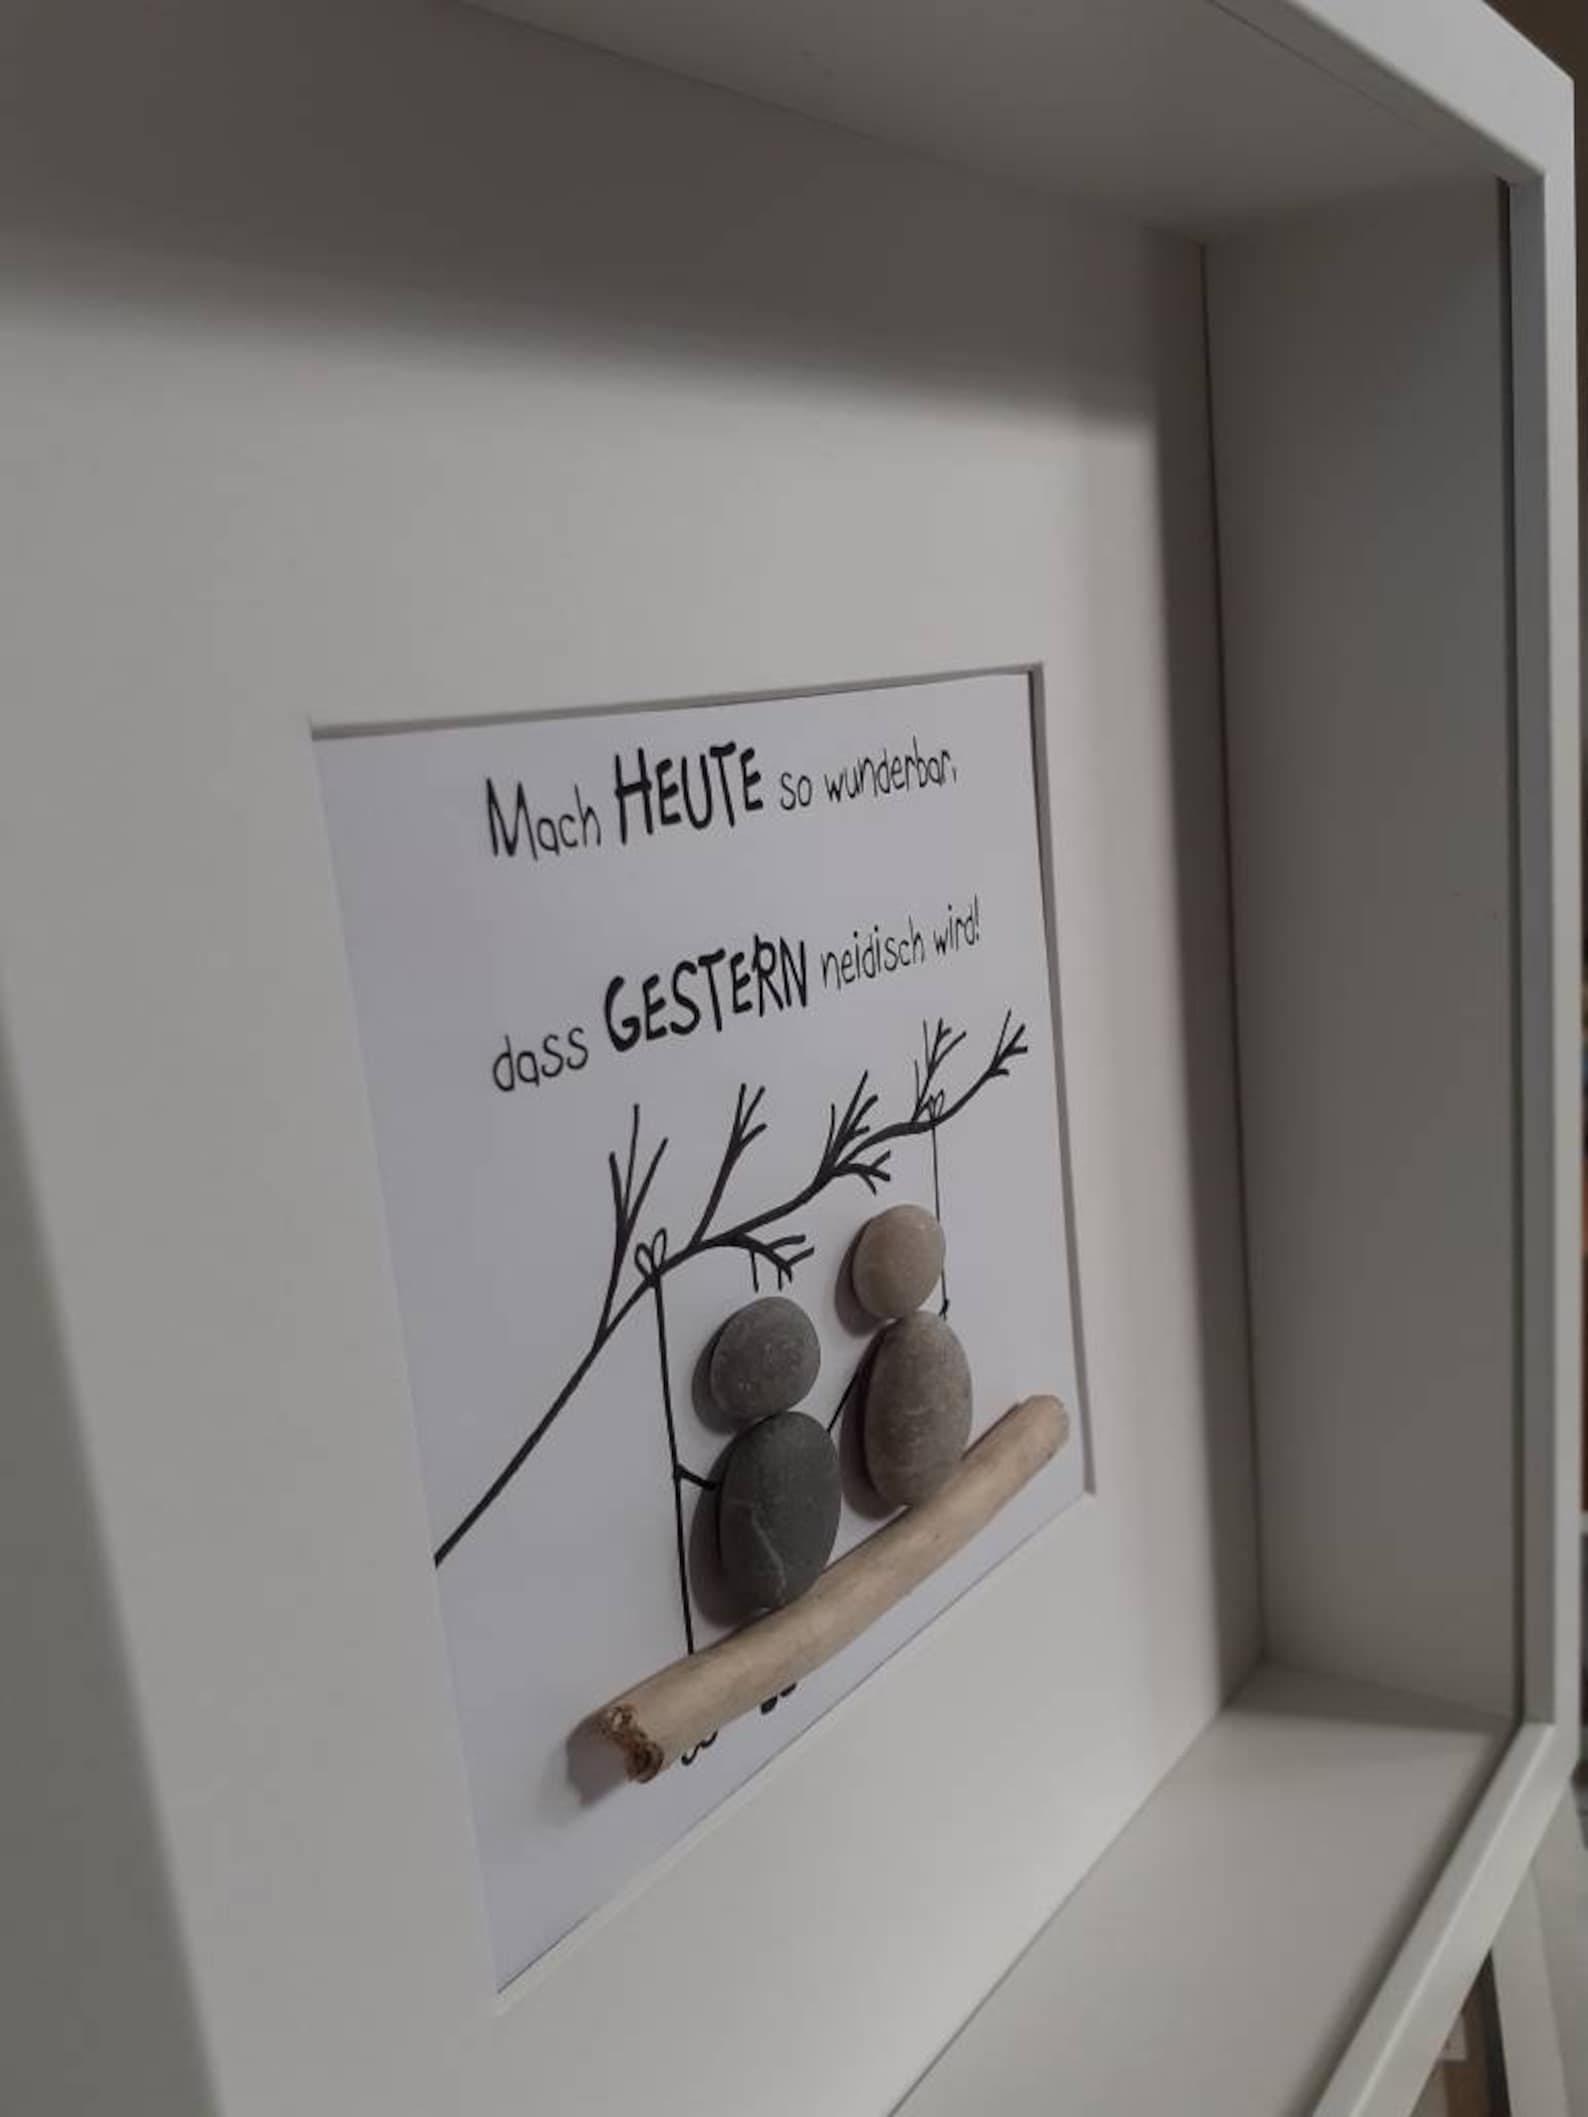 Mach HEUTE so wunderbar,
dass GESTERN neidisch wird!